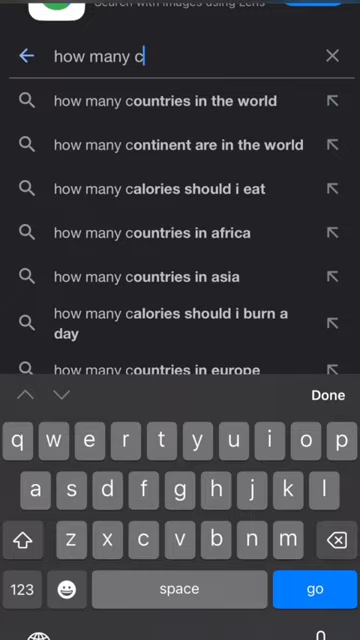 Search with images using Lens
how many c
how many countries in the world
how many continent are in the world
how many calories should i eat
how many countries in africa
how many countries in asia
how many calories should i burn a
day
how many countries in europe
Done
q w e r t y u i o p
a s d f g h j k l
z x c v b n m
123 space go